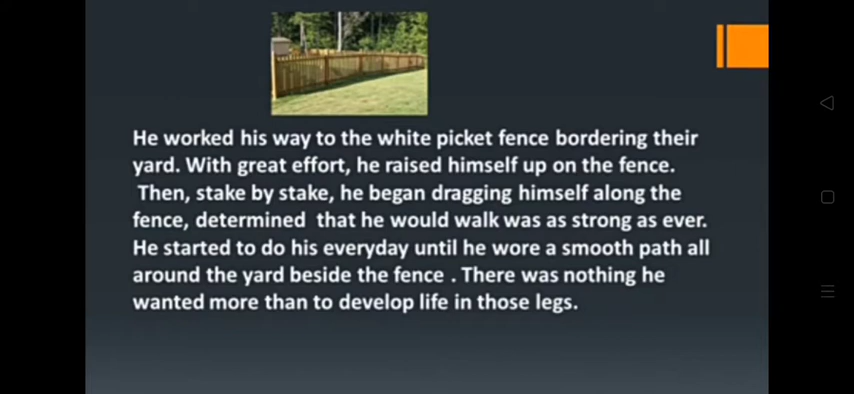 He worked his way to the white picket fence bordering their
yard. With great effort, he raised himself up on the fence.
Then, stake by stake, he began dragging himself along the
fence, determined that he would walk was as strong as ever.
He started to do his everyday until he wore a smooth path all
around the yard beside the fence . There was nothing he
wanted more than to develop life in those legs.